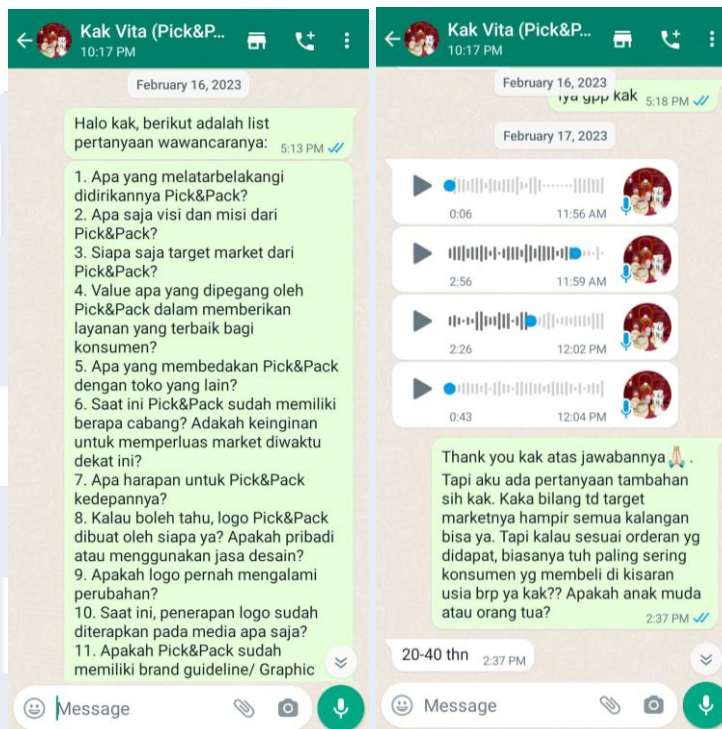 Kak Vita (Pick&P...
10:17 PM
February 16, 2023
Halo kak, berikut adalah list
pertanyaan wawancaranya:
5:13 PM
1. Apa yang melatarbelakangi
didirikannya Pick&Pack?
2. Apa saja visi dan misi dari
Pick&Pack?
3. Siapa saja target market dari
Pick&Pack?
4. Value apa yang dipegang oleh
Pick&Pack dalam memberikan
layanan yang terbaik bagi
konsumen?
5. Apa yang membedakan Pick&Pack
dengan toko yang lain?
6. Saat ini Pick&Pack sudah memiliki
berapa cabang? Adakah keinginan
untuk memperluas market diwaktu
dekat ini?
7. Apa harapan untuk Pick&Pack
kedepannya?
8. Kalau boleh tahu, logo Pick&Pack
dibuat oleh siapa ya? Apakah pribadi
atau menggunakan jasa desain?
9. Apakah logo pernah mengalami
perubahan?
10. Saat ini, penerapan logo sudah
diterapkan pada media apa saja?
11. Apakah Pick&Pack sudah
memiliki brand guideline/ Graphic
Message
Kak Vita (Pick&P...
10:17 PM
February 16, 2023
iya gpp kak
5:18 PM
February 17, 2023
0:06 11:56 AM
2:56 11:59 AM
2:26 12:02 PM
0:43 12:04 PM
Thank you kak atas jawabannya🙏🏻 .
Tapi aku ada pertanyaan tambahan
sih kak. Kaka bilang td target
marketnya hampir semua kalangan
bisa ya. Tapi kalau sesuai orderan yg
didapat, biasanya tuh paling sering
konsumen yg membeli di kisaran
usia brp ya kak?? Apakah anak muda
atau orang tua?
2:37 PM
20-40 thn 2:37 PM
Message